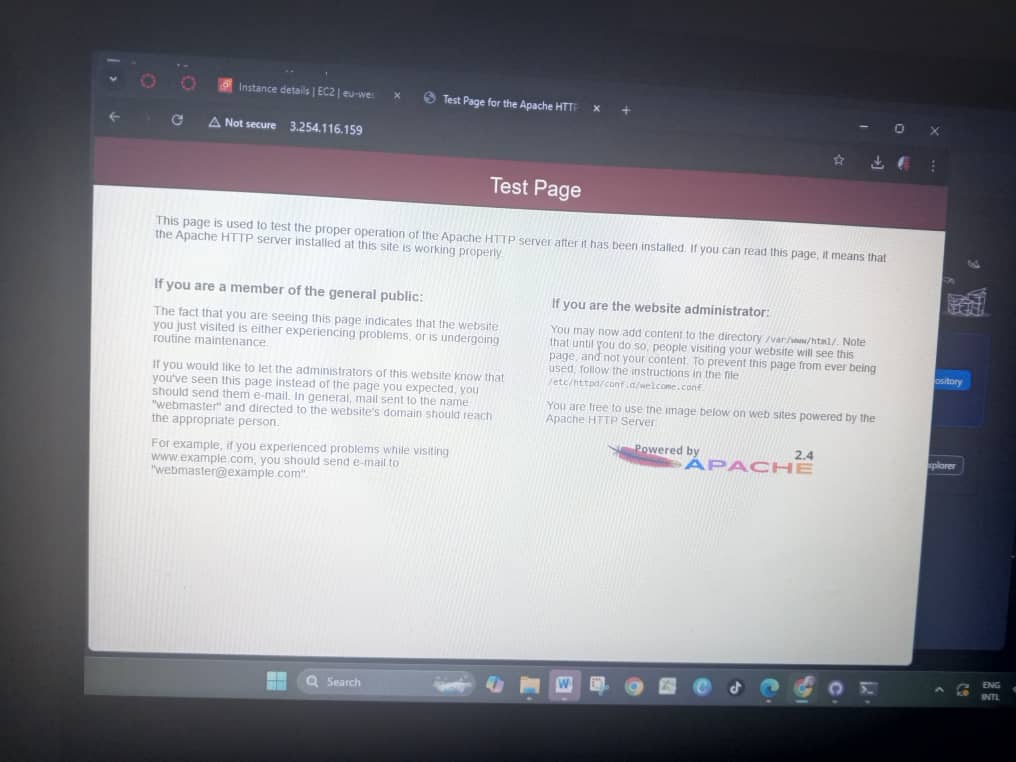 Instance details | EC2 | eu-wes
Test Page for the Apache HTTP
Not secure 3.254.116.159
Test Page
This page is used to test the proper operation of the Apache HTTP server after it has been installed. If you can read this page, it means that
the Apache HTTP server installed at this site is working properly.
If you are a member of the general public:
The fact that you are seeing this page indicates that the website
you just visited is either experiencing problems, or is undergoing
routine maintenance.
If you would like to let the administrators of this website know that
you've seen this page instead of the page you expected, you
should send them e-mail. In general, mail sent to the name
"webmaster" and directed to the website's domain should reach
the appropriate person.
For example, if you experienced problems while visiting
www.example.com, you should send e-mail to
"webmaster@example.com".
If you are the website administrator:
You may now add content to the directory /var/www/html/. Note
that until you do so, people visiting your website will see this
page, and not your content. To prevent this page from ever being
used, follow the instructions in the file
/etc/httpd/conf.d/welcome.conf
You are free to use the image below on web sites powered by the
Apache HTTP Server:
Powered by
APACHE
2.4
ository
xplorer
Search
W
ENG
INTL